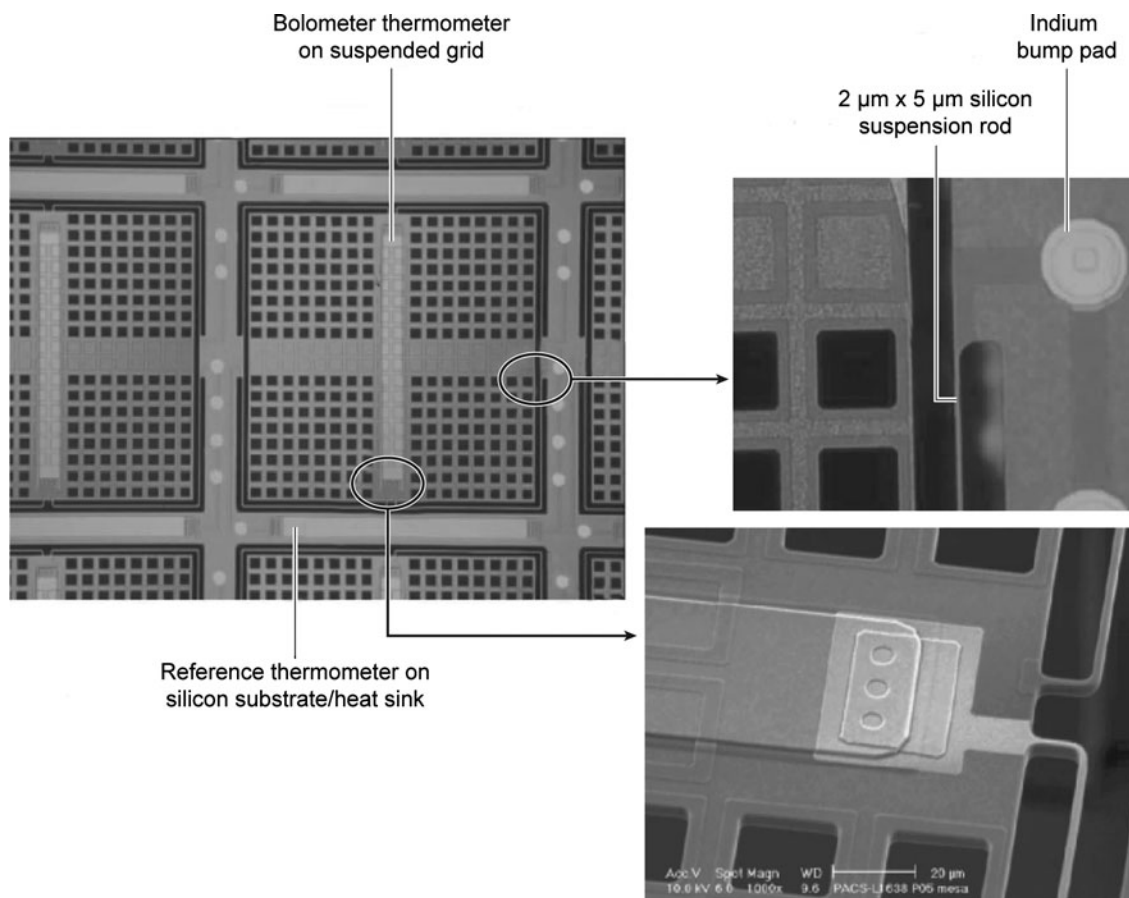 Bolometer thermometer
on suspended grid
Indium
bump pad
2 µm x 5 µm silicon
suspension rod
Reference thermometer on
silicon substrate/heat sink
Acc.V Spot Magn WD 20 µm
10.0 kV 6.0 1000x 9.6 PACS-L1638 P05 mesa